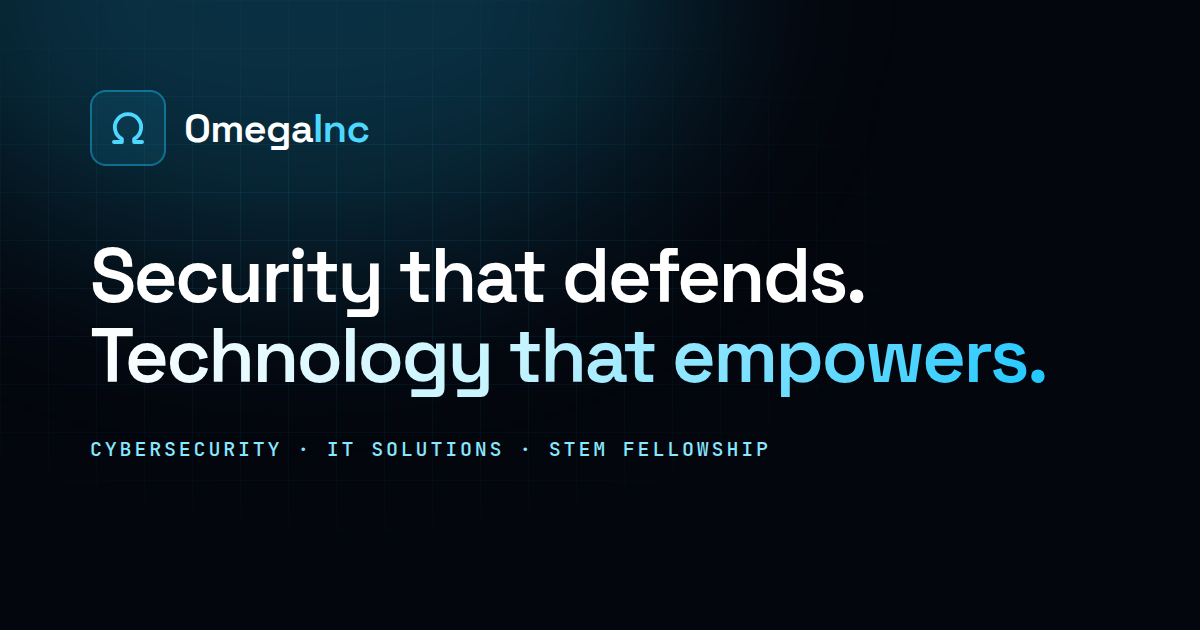 Ω
OmegaInc
Security that defends.
Technology that empowers.
CYBERSECURITY · IT SOLUTIONS · STEM FELLOWSHIP